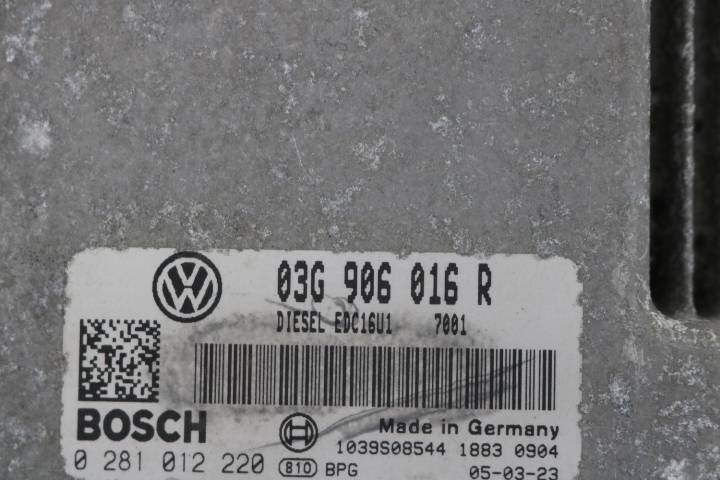 03G 906 016 R
DIESEL EDC16U1 7001
BOSCH
Made in Germany
1039S08544 1883 0904
0 281 012 220 810 BPG 05-03-23